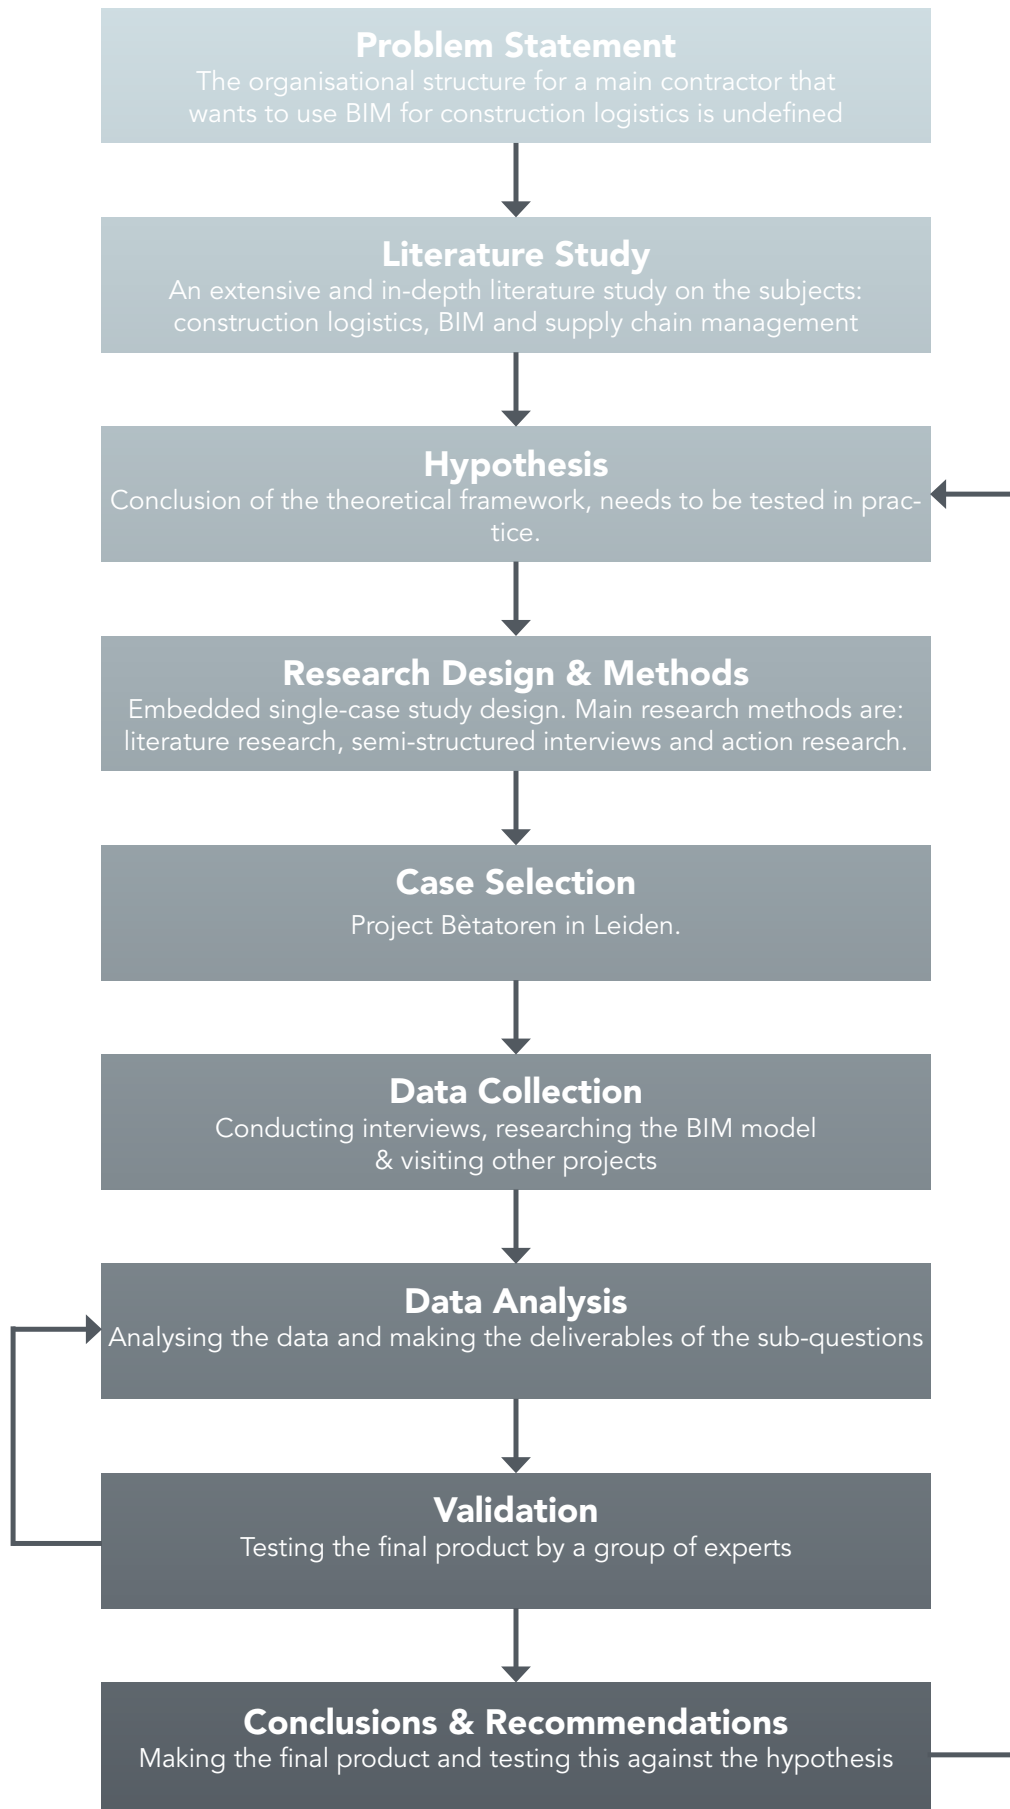 Problem Statement
The organisational structure for a main contractor that
wants to use BIM for construction logistics is undefined
Literature Study
An extensive and in-depth literature study on the subjects:
construction logistics, BIM and supply chain management
Hypothesis
Conclusion of the theoretical framework, needs to be tested in prac-
tice.
Research Design & Methods
Embedded single-case study design. Main research methods are:
literature research, semi-structured interviews and action research.
Case Selection
Project Bètatoren in Leiden.
Data Collection
Conducting interviews, researching the BIM model
& visiting other projects
Data Analysis
Analysing the data and making the deliverables of the sub-questions
Validation
Testing the final product by a group of experts
Conclusions & Recommendations
Making the final product and testing this against the hypothesis